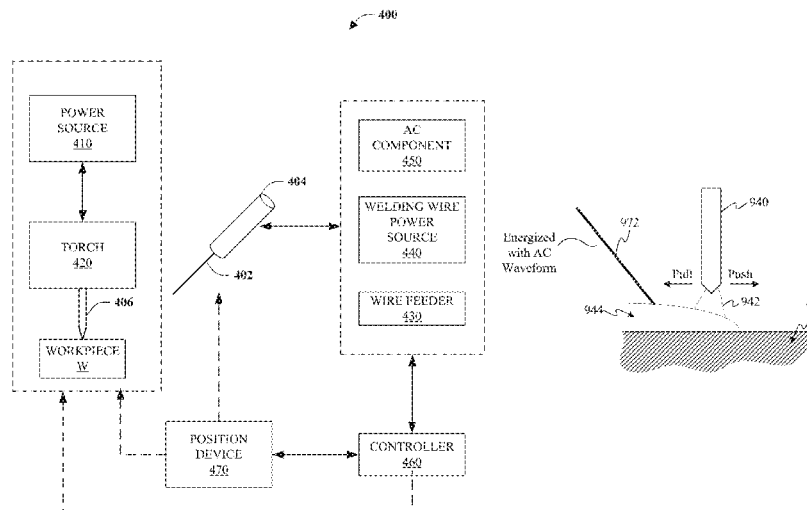 400
POWER
SOURCE
410
TORCH
420
406
WORKPIECE
W
404
402
AC
COMPONENT
450
WELDING WIRE
POWER
SOURCE
440
WIRE FEEDER
430
POSITION
DEVICE
470
CONTROLLER
460
940
972
Energized
with AC
Waveform
Pull
Push
942
944